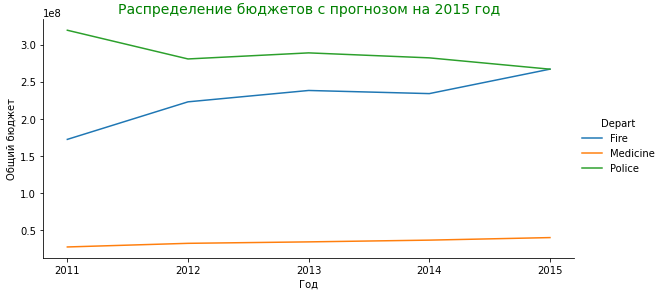 Распределение бюджетов с прогнозом на 2015 год
1e8
3.0
2.5
2.0
1.5
1.0
0.5
Общий бюджет
2011 2012 2013 2014 2015
Год
Depart
Fire
Medicine
Police